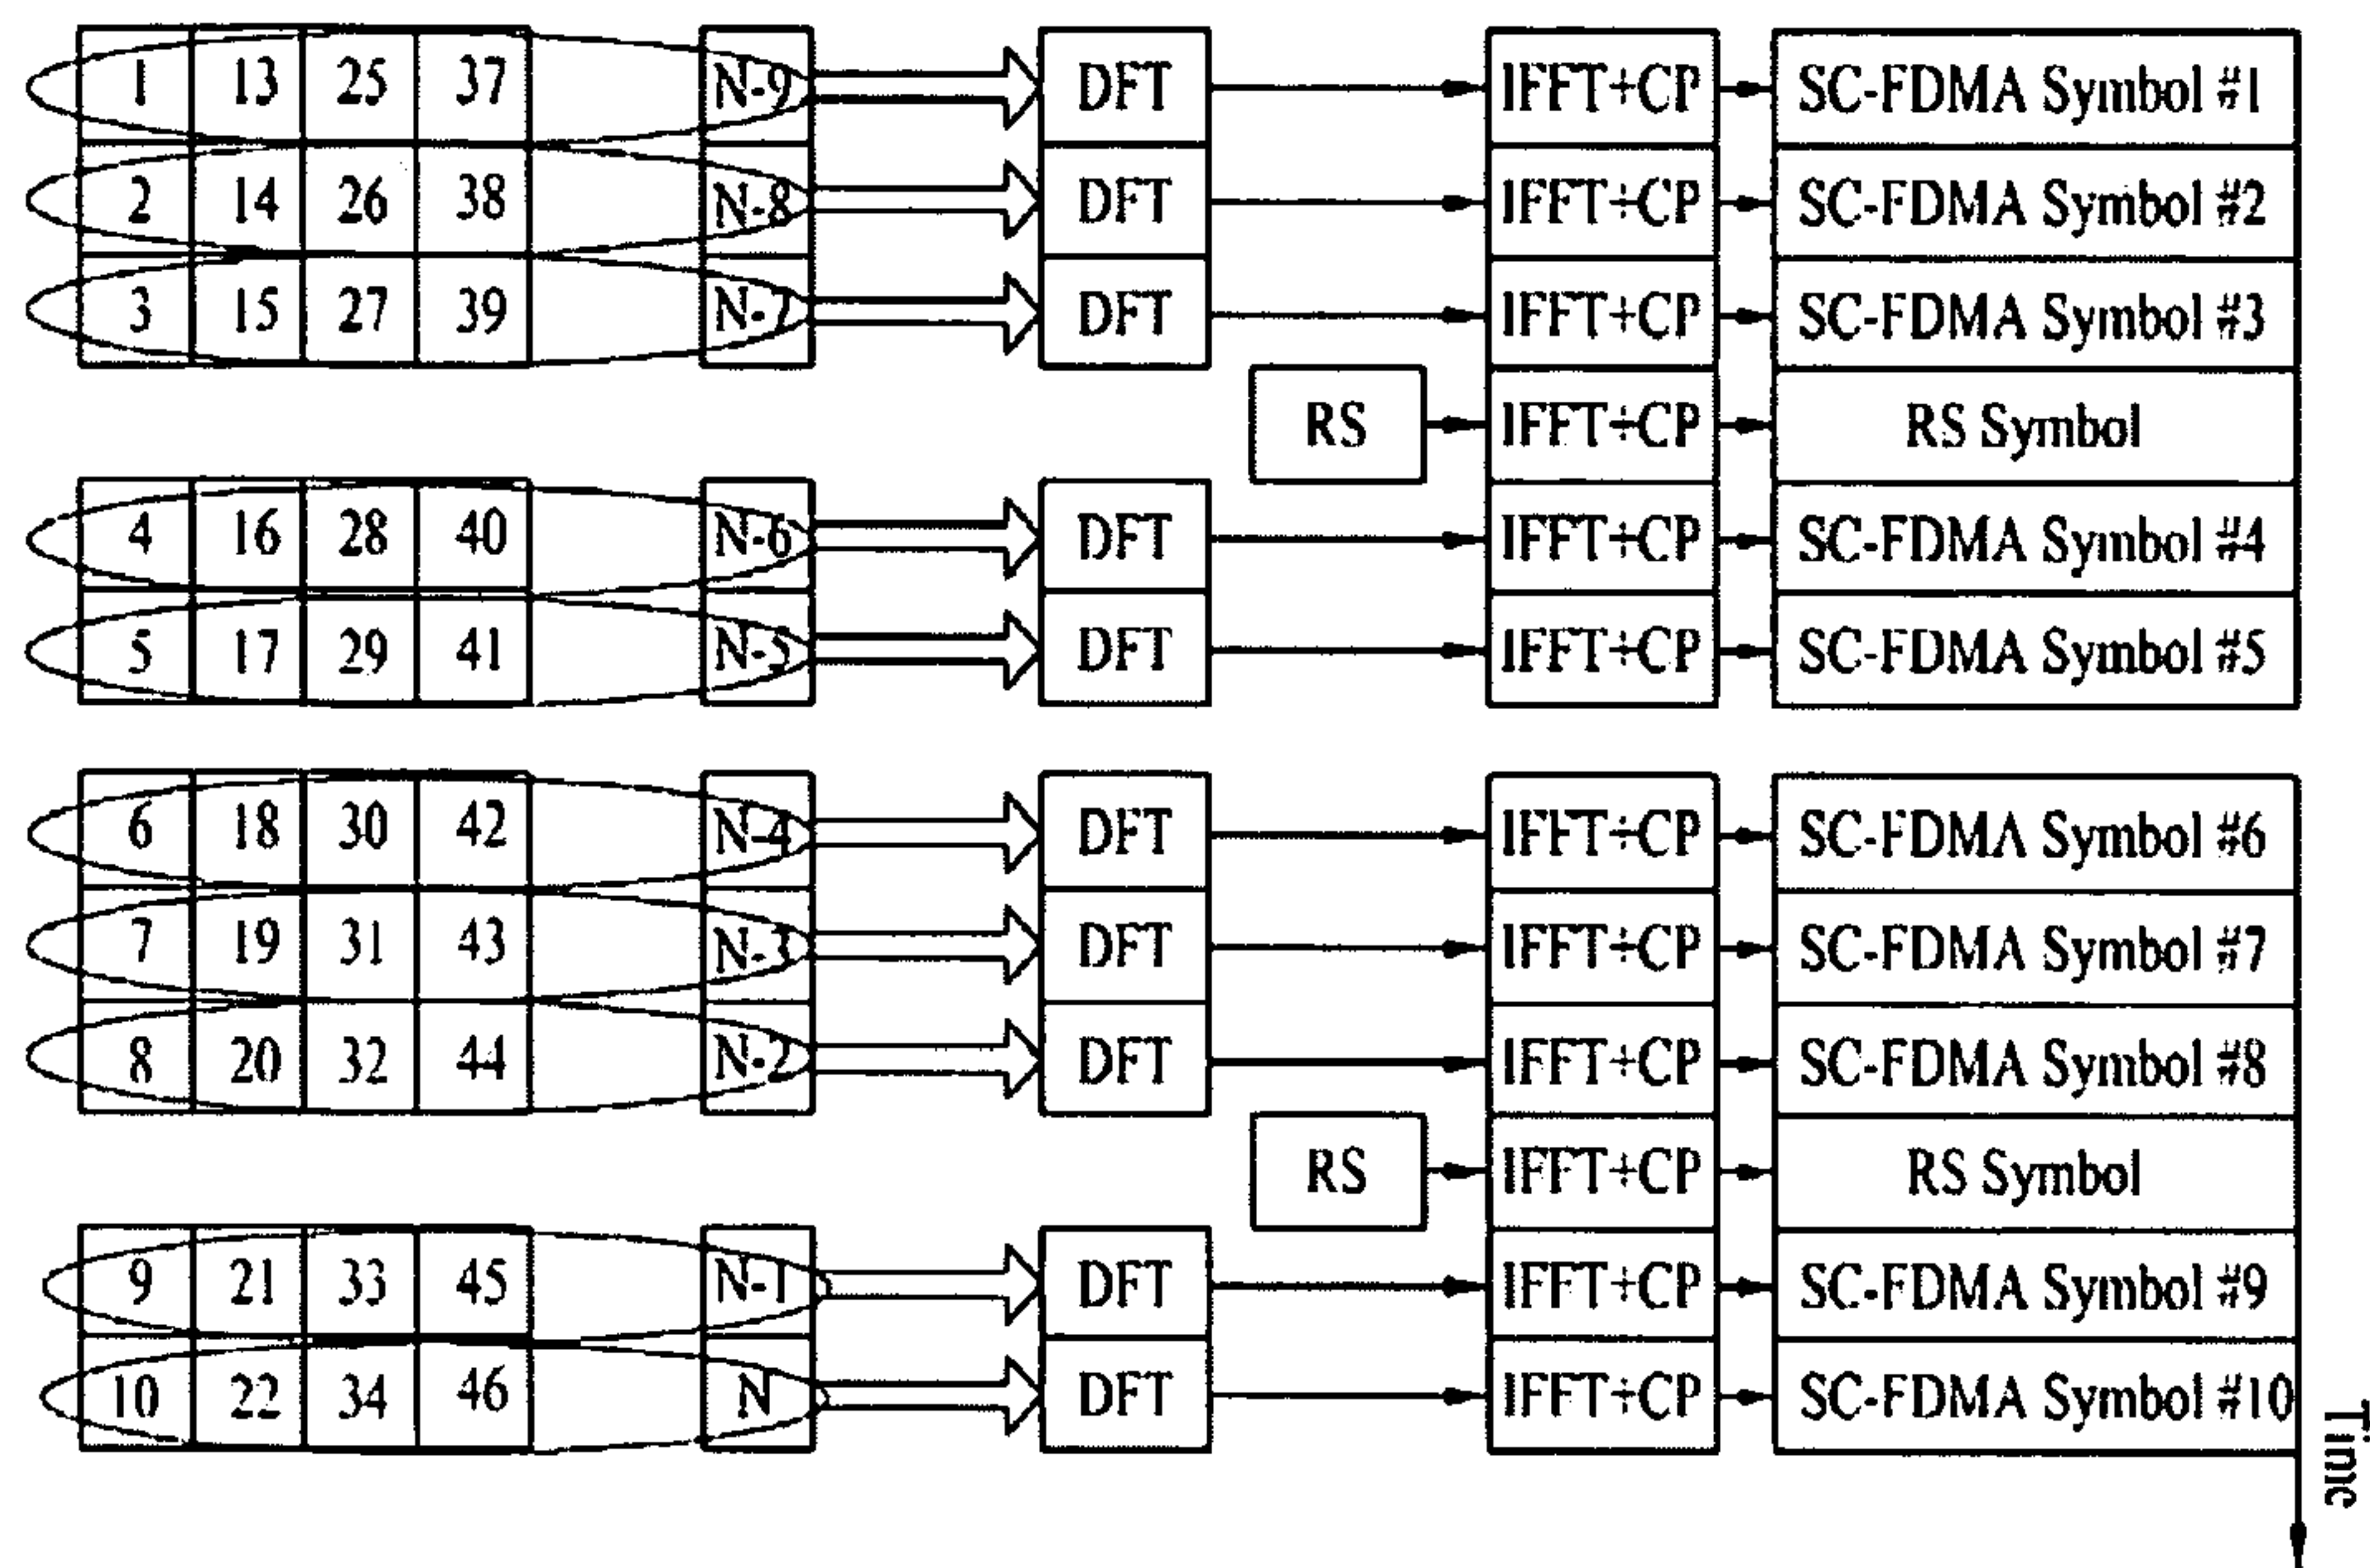 1 13 25 37 N-9 DFT IFFT+CP SC-FDMA Symbol #1
2 14 26 38 N-8 DFT IFFT+CP SC-FDMA Symbol #2
3 15 27 39 N-7 DFT IFFT+CP SC-FDMA Symbol #3
RS IFFT+CP RS Symbol
4 16 28 40 N-6 DFT IFFT+CP SC-FDMA Symbol #4
5 17 29 41 N-5 DFT IFFT+CP SC-FDMA Symbol #5
6 18 30 42 N-4 DFT IFFT+CP SC-FDMA Symbol #6
7 19 31 43 N-3 DFT IFFT+CP SC-FDMA Symbol #7
8 20 32 44 N-2 DFT IFFT+CP SC-FDMA Symbol #8
RS IFFT+CP RS Symbol
9 21 33 45 N-1 DFT IFFT+CP SC-FDMA Symbol #9
10 22 34 46 N DFT IFFT+CP SC-FDMA Symbol #10
Time